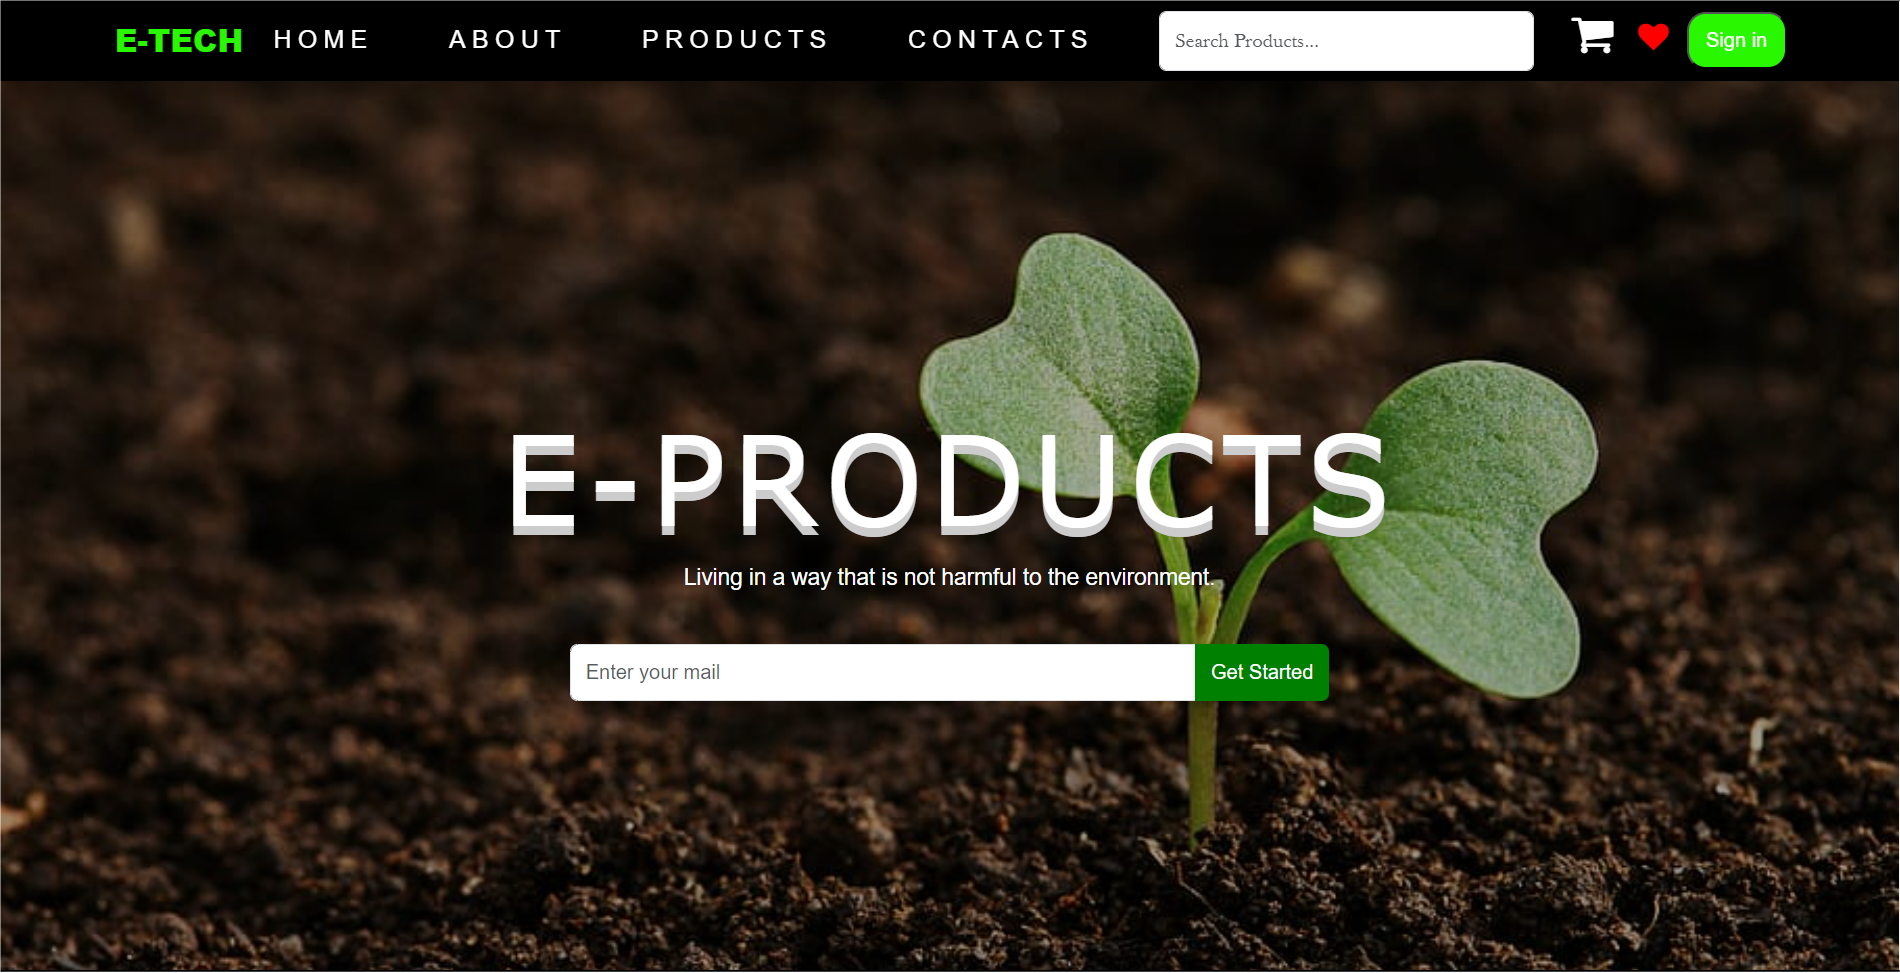 E-TECH HOME ABOUT PRODUCTS CONTACTS Search Products... Sign in
E-PRODUCTS
Living in a way that is not harmful to the environment.
Enter your mail Get Started